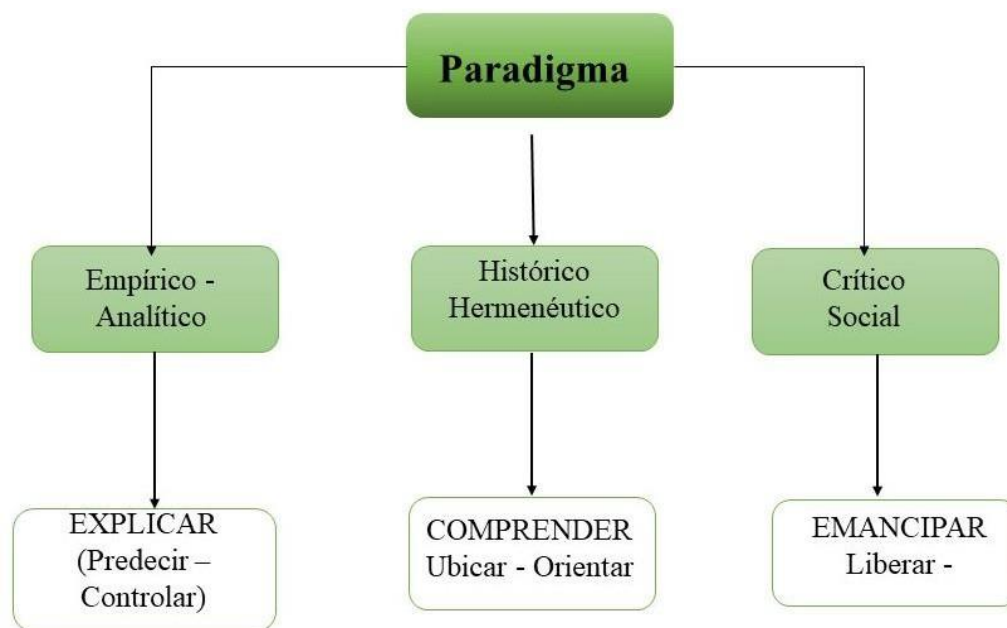 Paradigma
Empírico -
Analítico
Histórico
Hermenéutico
Crítico
Social
EXPLICAR
(Predecir –
Controlar)
COMPRENDER
Ubicar - Orientar
EMANCIPAR
Liberar -